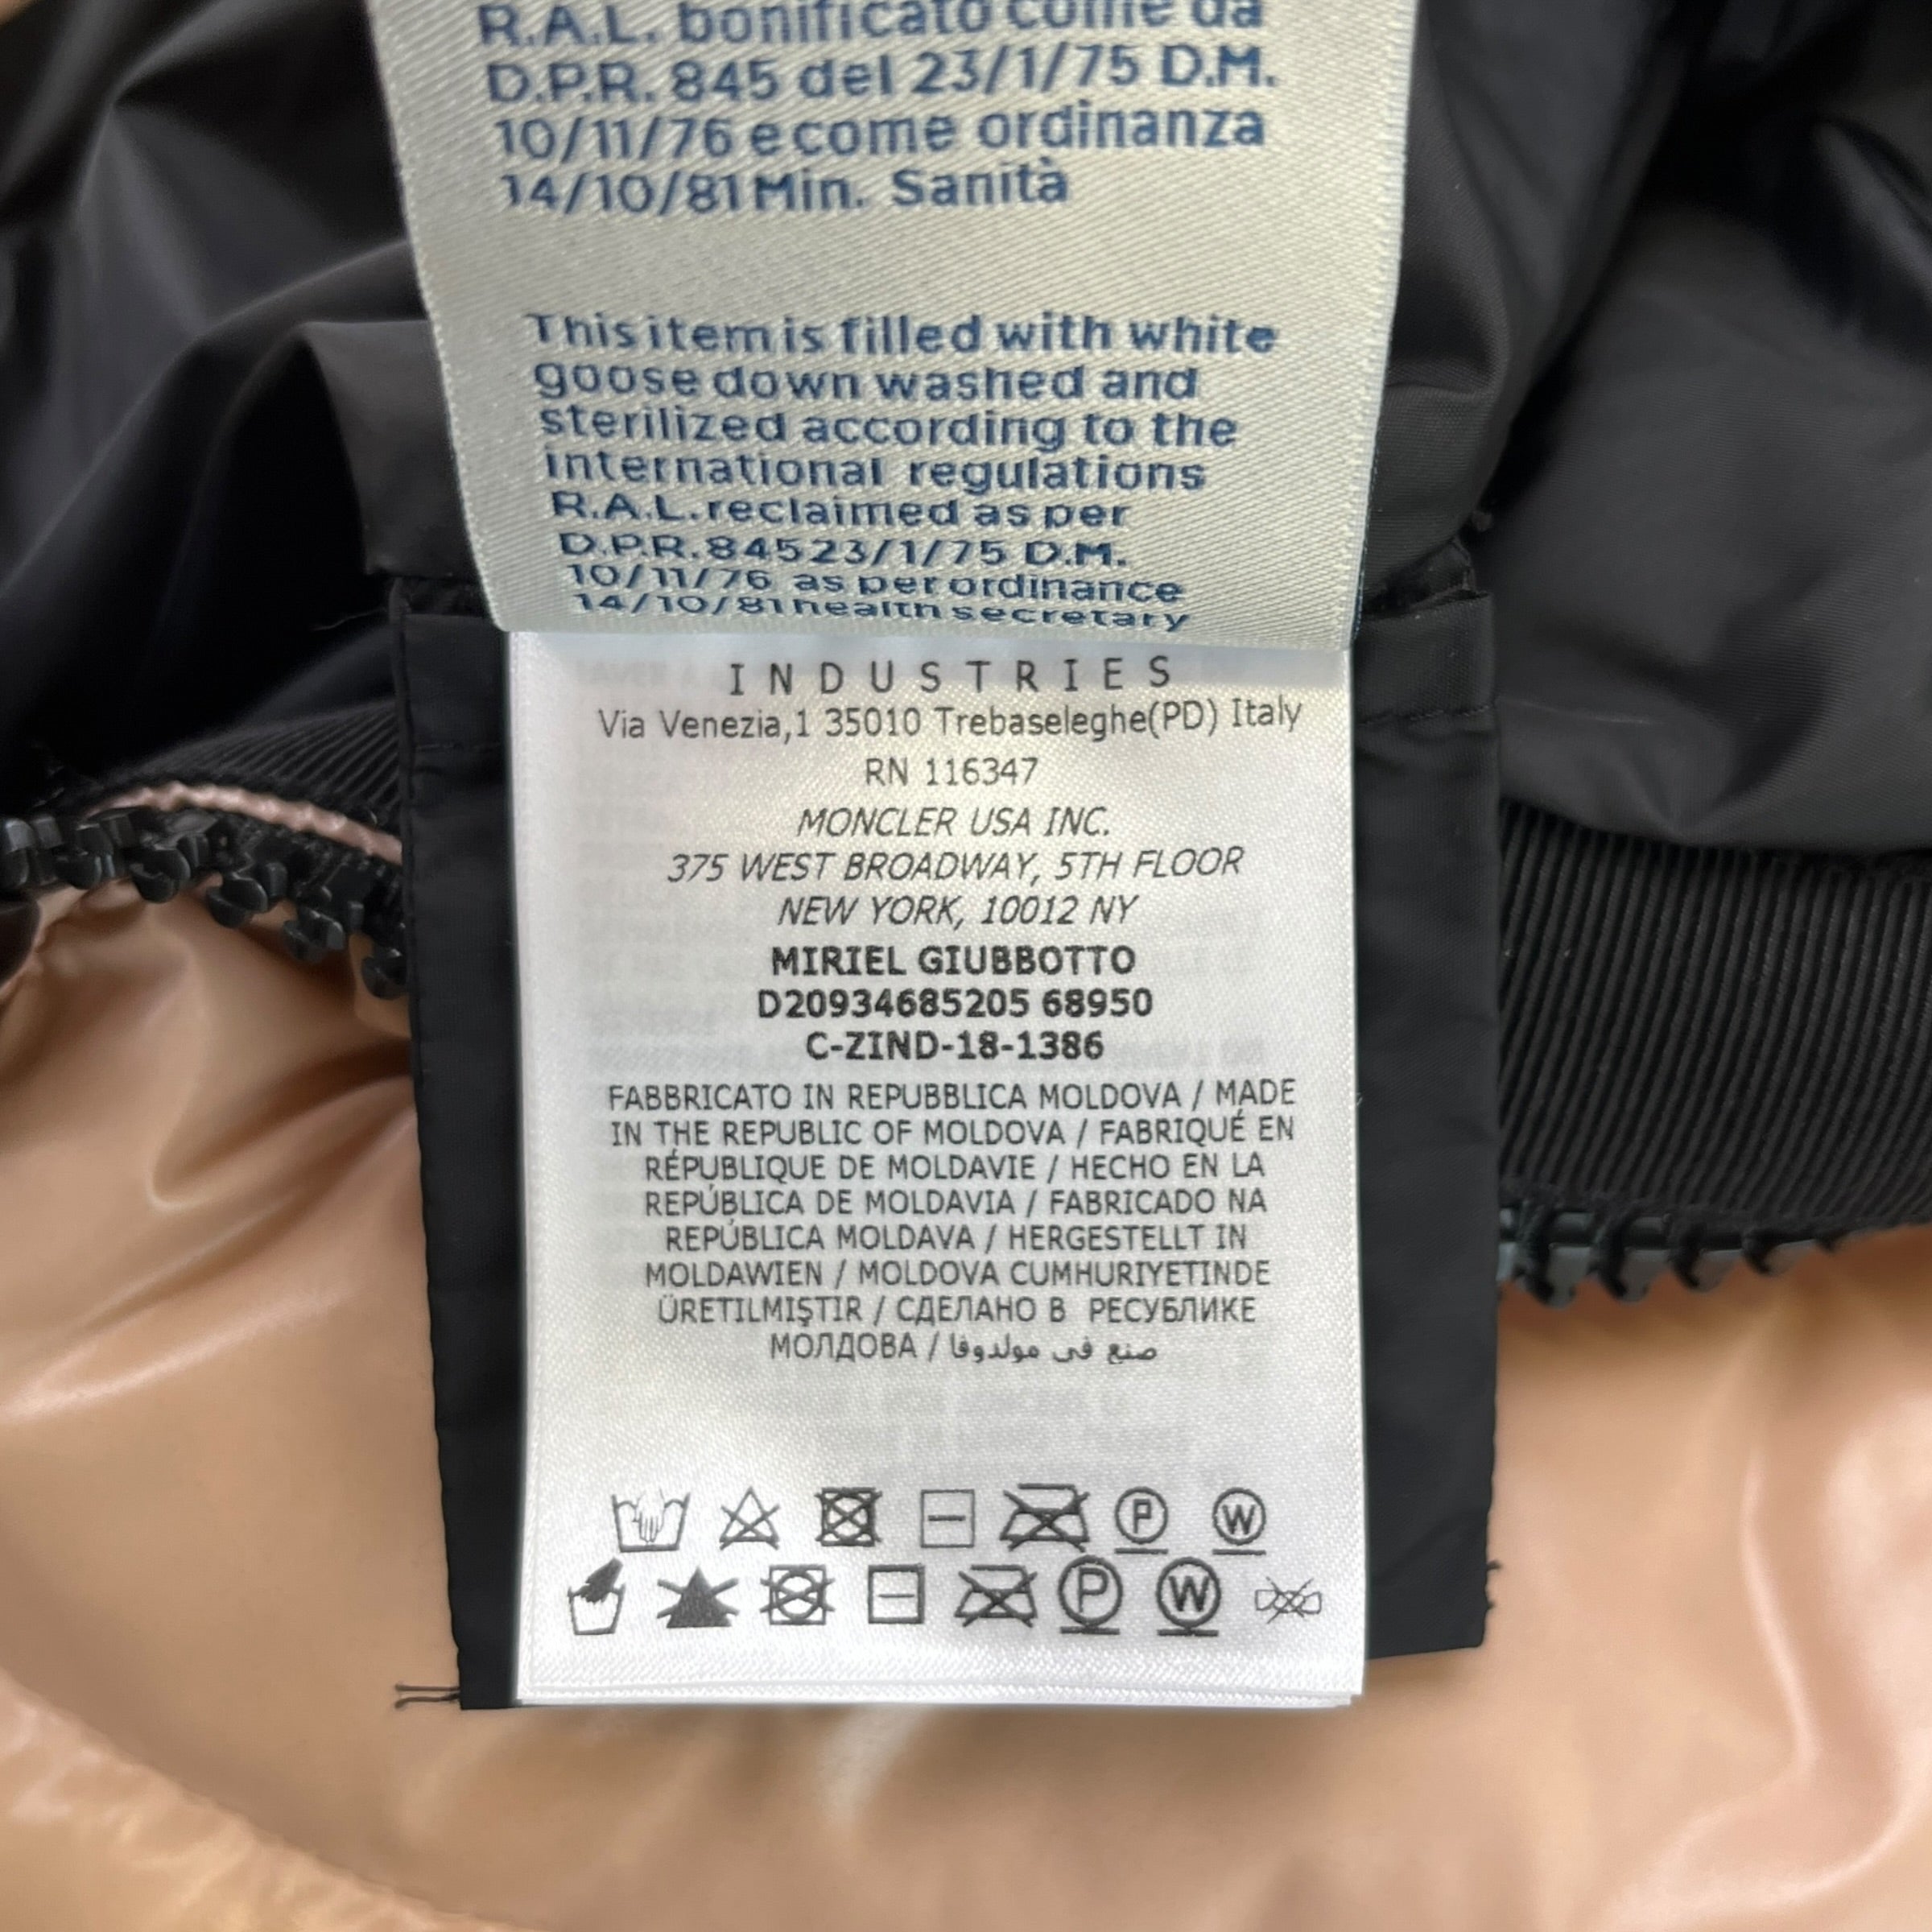 R.A.L. bonificato come da
D.P.R. 845 del 23/1/75 D.M.
10/11/76 e come ordinanza
14/10/81 Min. Sanità
This item is filled with white
goose down washed and
sterilized according to the
international regulations
R.A.L. reclaimed as per
D.P.R. 845 23/1/75 D.M.
10/11/76 as per ordinance
14/10/81 health secretary
INDUSTRIES
Via Venezia,1 35010 Trebaseleghe(PD) Italy
RN 116347
MONCLER USA INC.
375 WEST BROADWAY, 5TH FLOOR
NEW YORK, 10012 NY
MIRIEL GIUBBOTTO
D20934685205 68950
C-ZIND-18-1386
FABBRICATO IN REPUBBLICA MOLDOVA / MADE
IN THE REPUBLIC OF MOLDOVA / FABRIQUÉ EN
RÉPUBLIQUE DE MOLDAVIE / HECHO EN LA
REPÚBLICA DE MOLDAVIA / FABRICADO NA
REPÚBLICA MOLDAVA / HERGESTELLT IN
MOLDAWIEN / MOLDOVA CUMHURIYETINDE
ÜRETILMIŞTIR / СДЕЛАНО В РЕСУБЛИКЕ
МОЛДОВА / صنع في مولدوفا
P W
P W